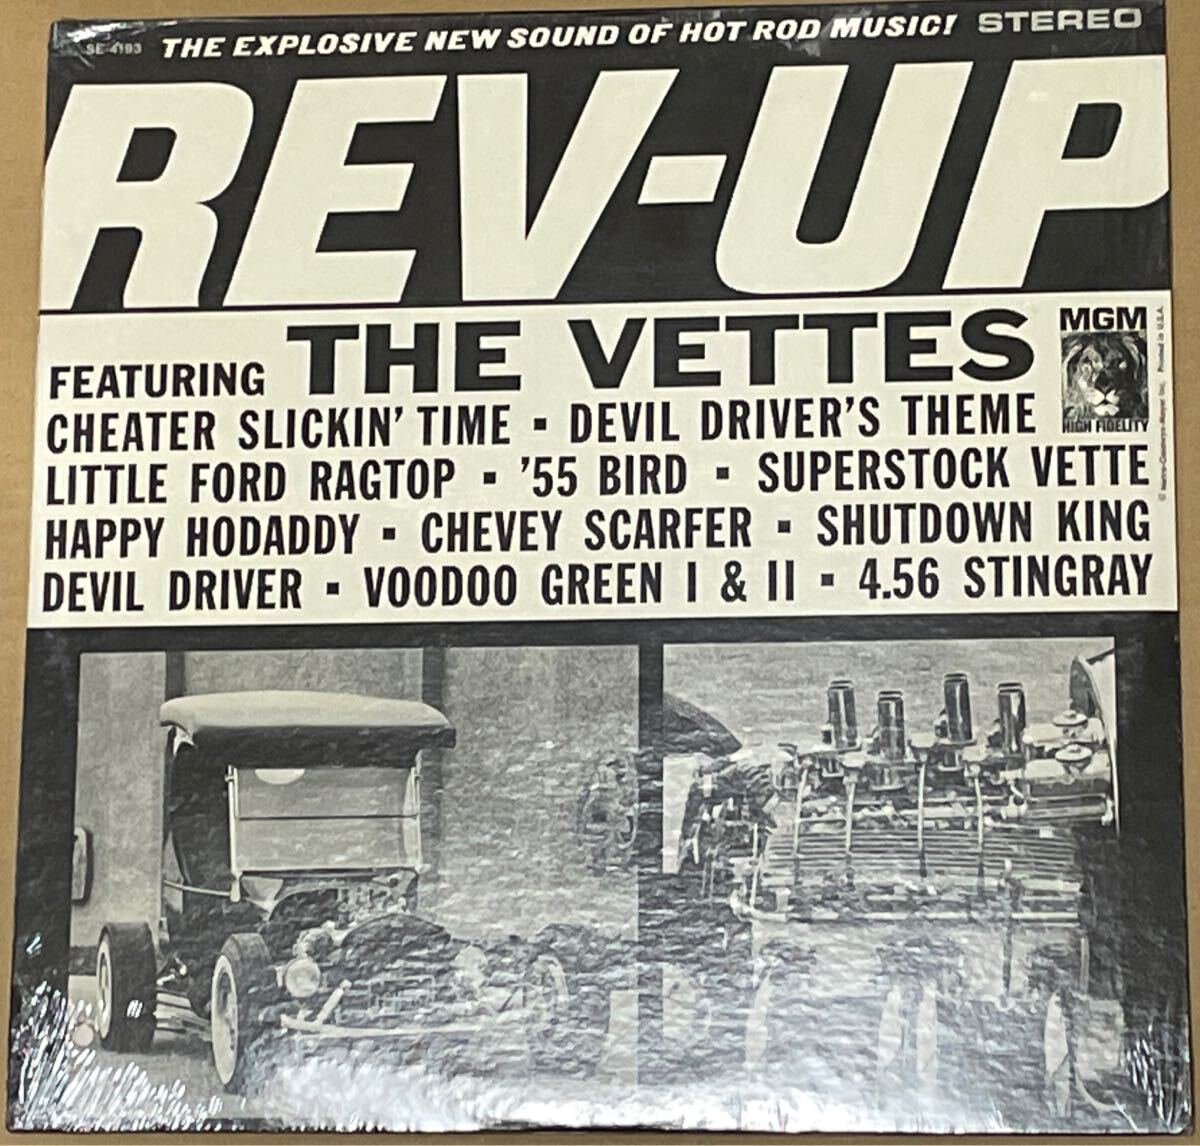 SE 4193 THE EXPLOSIVE NEW SOUND OF HOT ROD MUSIC! STEREO
REV-UP
FEATURING THE VETTES
MGM
HIGH FIDELITY
CHEATER SLICKIN' TIME ▪ DEVIL DRIVER'S THEME
LITTLE FORD RAGTOP ▪ '55 BIRD ▪ SUPERSTOCK VETTE
HAPPY HODADDY ▪ CHEVEY SCARFER ▪ SHUTDOWN KING
DEVIL DRIVER ▪ VOODOO GREEN I & II ▪ 4.56 STINGRAY
Printed in U.S.A.